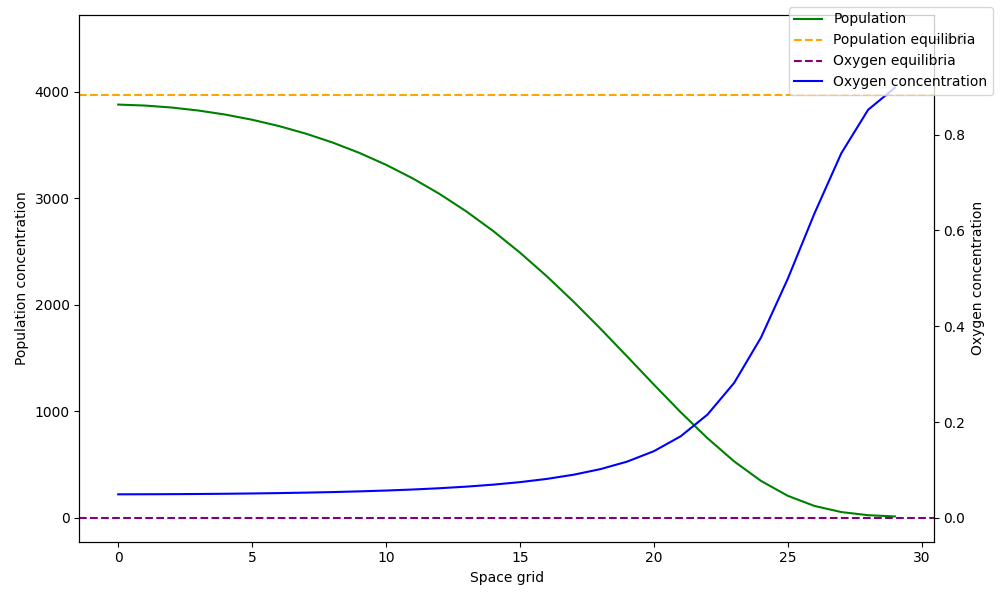 Population
Population equilibria
Oxygen equilibria
Oxygen concentration
Population concentration
4000
3000
2000
1000
0
0.8
0.6
0.4
0.2
0.0
Oxygen concentration
0 5 10 15 20 25 30
Space grid